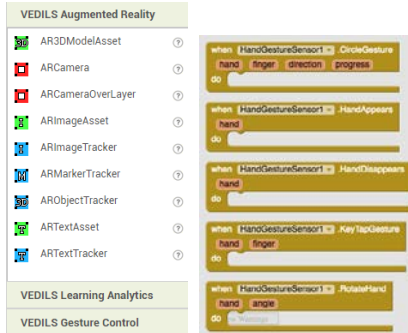 VEDILS Augmented Reality
AR3DModelAsset
ARCamera
ARCameraOverLayer
ARImageAsset
ARImageTracker
ARMarkerTracker
ARObjectTracker
ARTextAsset
ARTextTracker
VEDILS Learning Analytics
VEDILS Gesture Control
when HandGestureSensor1 .CircleGesture
hand finger direction progress
do
when HandGestureSensor1 .HandAppears
hand
do
when HandGestureSensor1 .HandDisappears
hand
do
when HandGestureSensor1 .KeyTapGesture
hand finger
do
when HandGestureSensor1 .RotateHand
hand angle
do